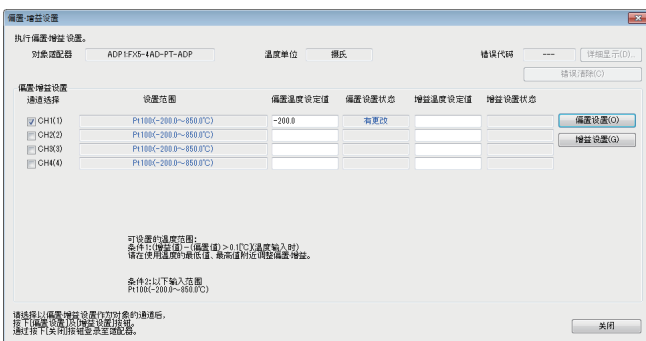 偏置·增益设置
执行偏置·增益设置。
对象适配器 ADP1:FX5-4AD-PT-ADP 温度单位 摄氏 错误代码 --- 详细显示(D)...
错误清除(C)
偏置·增益设置
通道选择 设置范围 偏置温度设定值 偏置设置状态 增益温度设定值 增益设置状态
CH1(1) Pt100(-200.0～850.0℃) -200.0 有更改 偏置设置(O)
CH2(2) Pt100(-200.0～850.0℃) 增益设置(G)
CH3(3) Pt100(-200.0～850.0℃)
CH4(4) Pt100(-200.0～850.0℃)
可设置的温度范围:
条件1:(增益值)-(偏置值)>0.1[℃](温度输入时)
请在使用温度的最低值、最高值附近调整偏置·增益。
条件2:以下输入范围
Pt100(-200.0～850.0℃)
请选择以偏置·增益设置作为对象的通道后,
按下[偏置设置]及[增益设置]按钮。
通过按下[关闭]按钮登录至适配器。
关闭